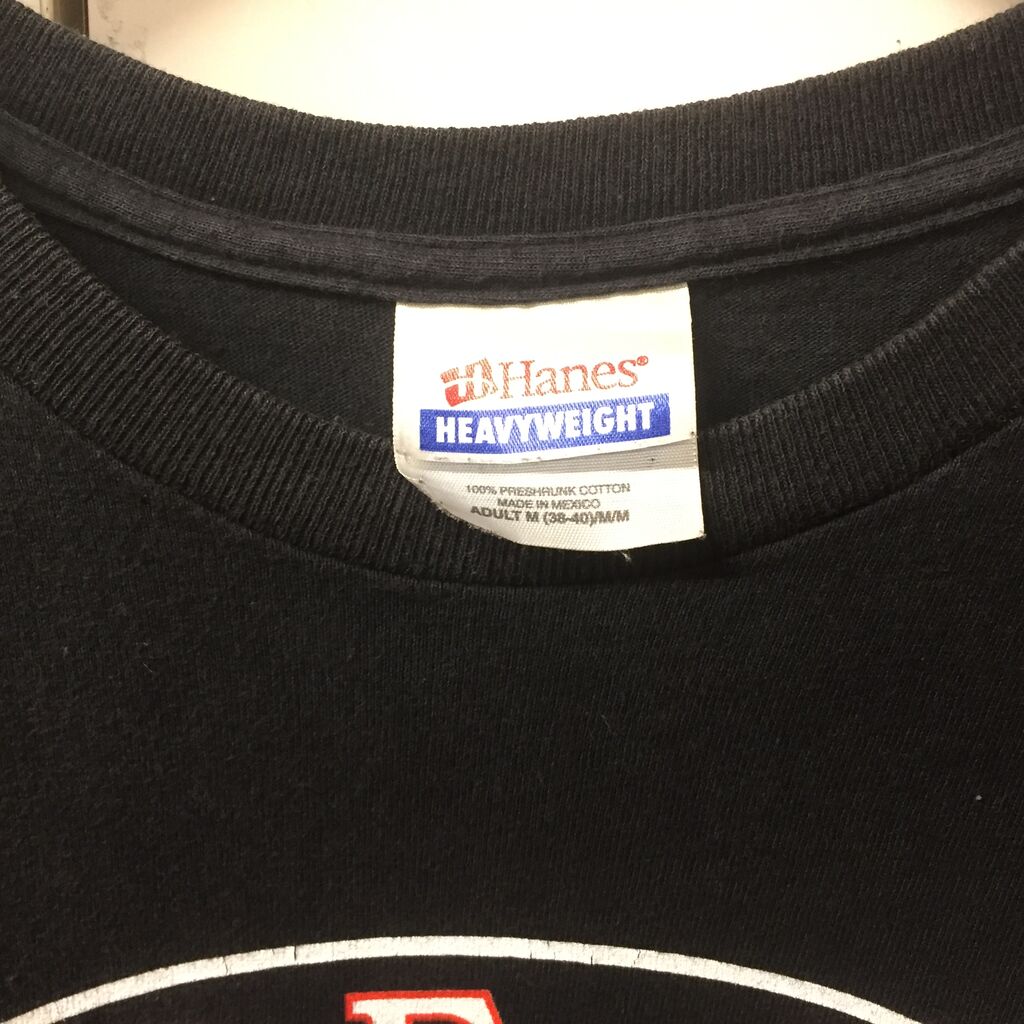 Hanes®
HEAVYWEIGHT
100% PRESHRUNK COTTON
MADE IN MEXICO
ADULT M (38-40)/M/M